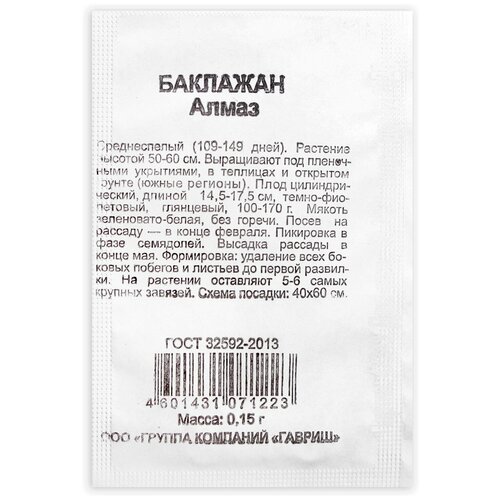 БАКЛАЖАН
Алмаз
Среднеспелый (109-149 дней). Растение
высотой 50-60 см. Выращивают под пленоч-
ными укрытиями, в теплицах и открытом
грунте (южные регионы). Плод цилиндри-
ческий, длиной 14,5-17,5 см, темно-фио-
летовый, глянцевый, 100-170 г. Мякоть
зеленовато-белая, без горечи. Посев на
рассаду — в конце февраля. Пикировка в
фазе семядолей. Высадка рассады в
конце мая. Формировка: удаление всех бо-
ковых побегов и листьев до первой развил-
ки. На растении оставляют 5-6 самых
крупных завязей. Схема посадки: 40x60 см.
ГОСТ 32592-2013
4 601431 071223
Масса: 0,15 г
ООО «ГРУППА КОМПАНИЙ «ГАВРИШ»